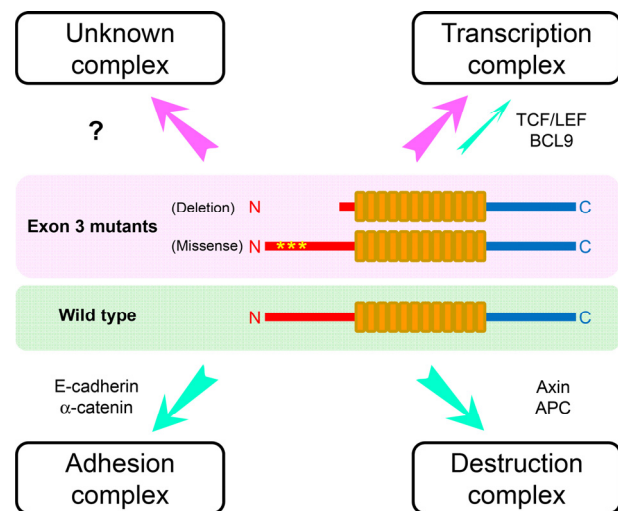 Unknown
complex
Transcription
complex
?
TCF/LEF
BCL9
Exon 3 mutants
(Deletion) N C
(Missense) N *** C
Wild type N C
E-cadherin
α-catenin
Axin
APC
Adhesion
complex
Destruction
complex